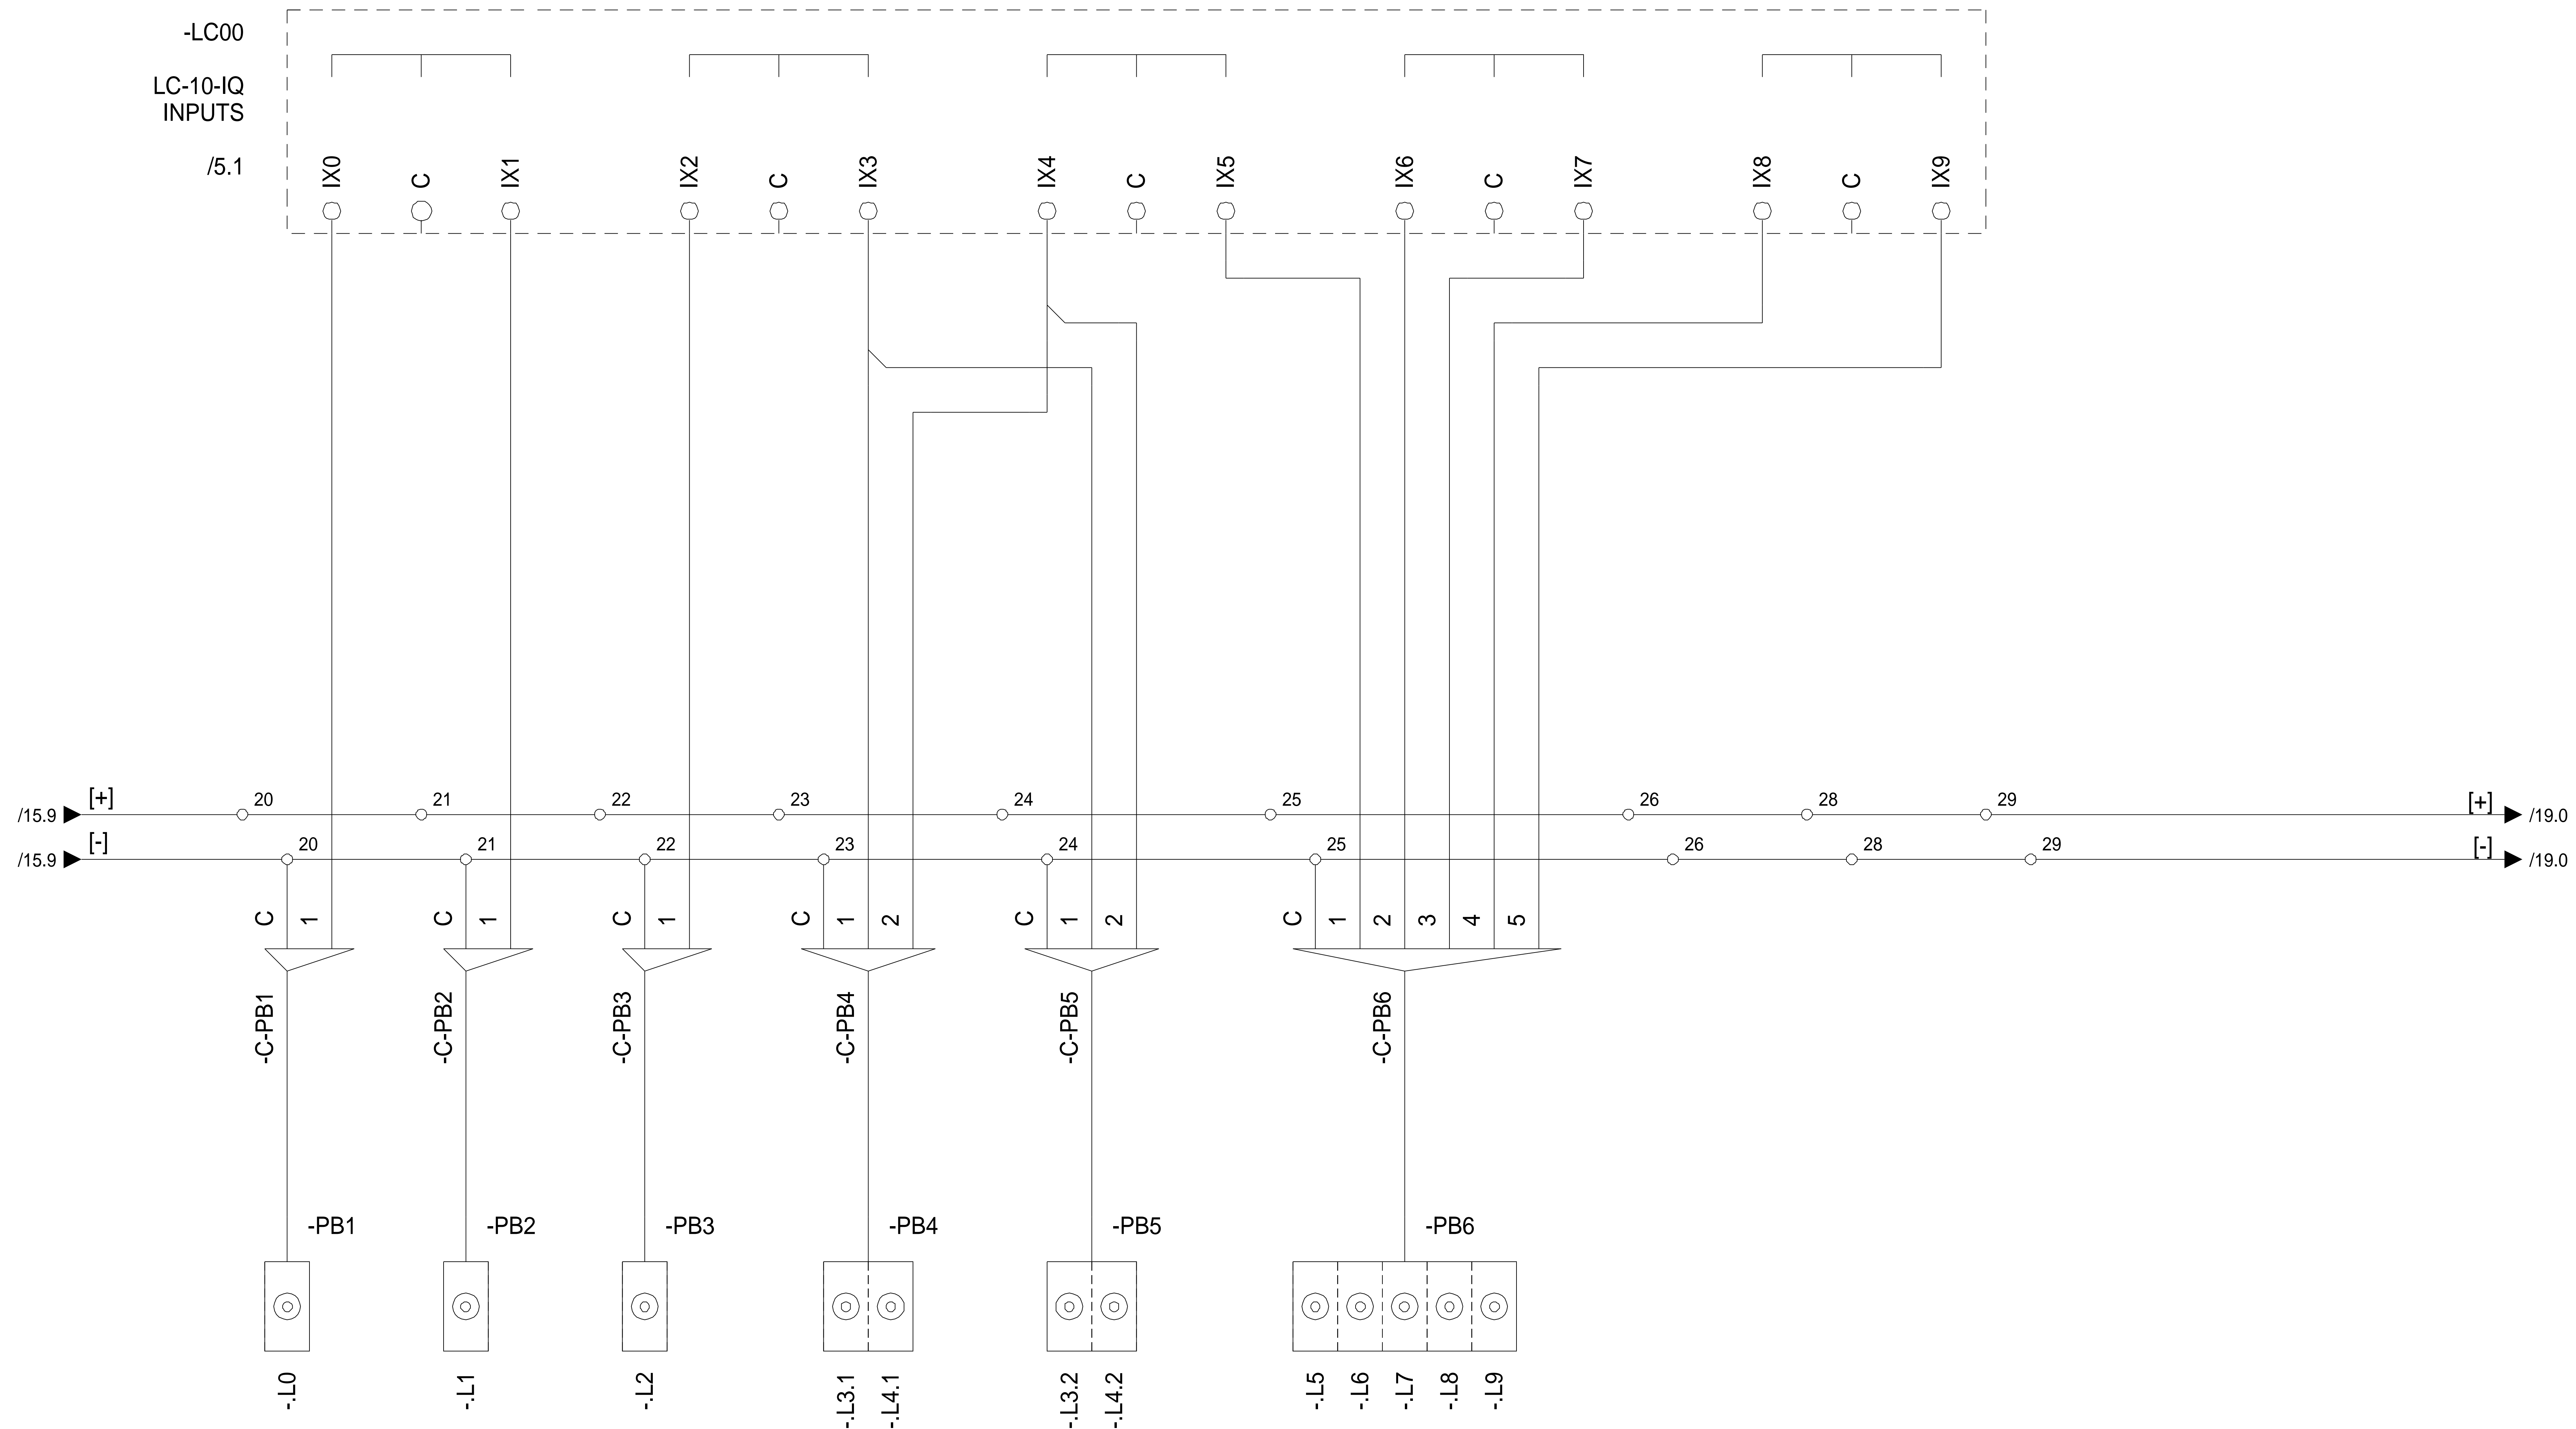 -LC00
LC-10-IQ
INPUTS
/5.1
IX0 C IX1 IX2 C IX3 IX4 C IX5 IX6 C IX7 IX8 C IX9
/15.9 [+] 20 21 22 23 24 25 26 28 29 [+] /19.0
/15.9 [-] 20 21 22 23 24 25 26 28 29 [-] /19.0
C 1 C 1 C 1 C 1 2 C 1 2 C 1 2 3 4 5
-C-PB1 -C-PB2 -C-PB3 -C-PB4 -C-PB5 -C-PB6
-PB1 -PB2 -PB3 -PB4 -PB5 -PB6
-.L0 -.L1 -.L2 -.L3.1 -.L4.1 -.L3.2 -.L4.2 -.L5 -.L6 -.L7 -.L8 -.L9